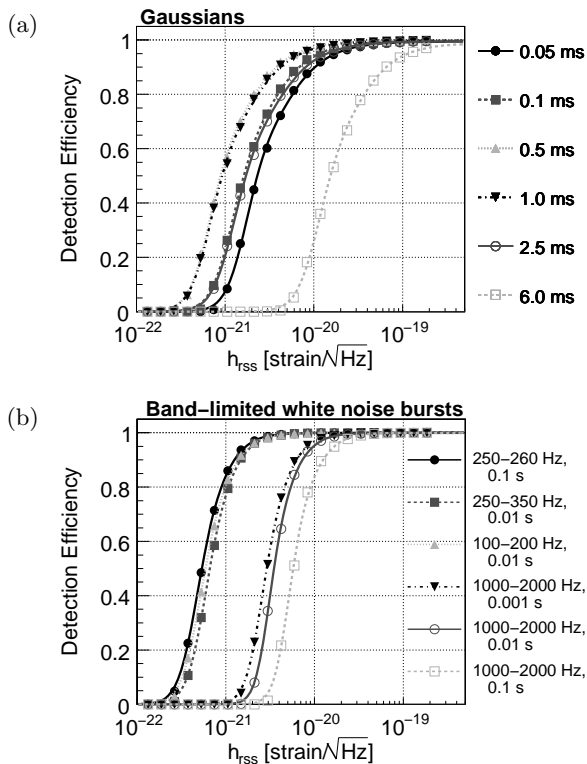 (a)
Gaussians
Detection Efficiency
1
0.8
0.6
0.4
0.2
0
10⁻²²
10⁻²¹
10⁻²⁰
10⁻¹⁹
h_rss [strain/√Hz]
0.05 ms
0.1 ms
0.5 ms
1.0 ms
2.5 ms
6.0 ms
(b)
Band−limited white noise bursts
Detection Efficiency
1
0.8
0.6
0.4
0.2
0
10⁻²²
10⁻²¹
10⁻²⁰
10⁻¹⁹
h_rss [strain/√Hz]
250−260 Hz,
0.1 s
250−350 Hz,
0.01 s
100−200 Hz,
0.01 s
1000−2000 Hz,
0.001 s
1000−2000 Hz,
0.01 s
1000−2000 Hz,
0.1 s